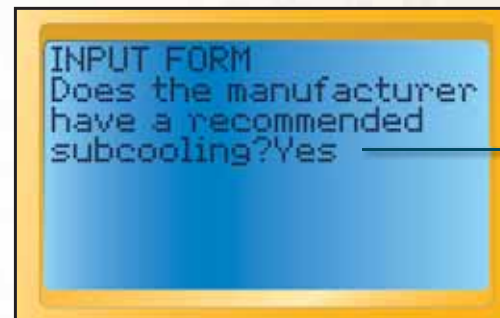 INPUT FORM
Does the manufacturer
have a recommended
subcooling?Yes